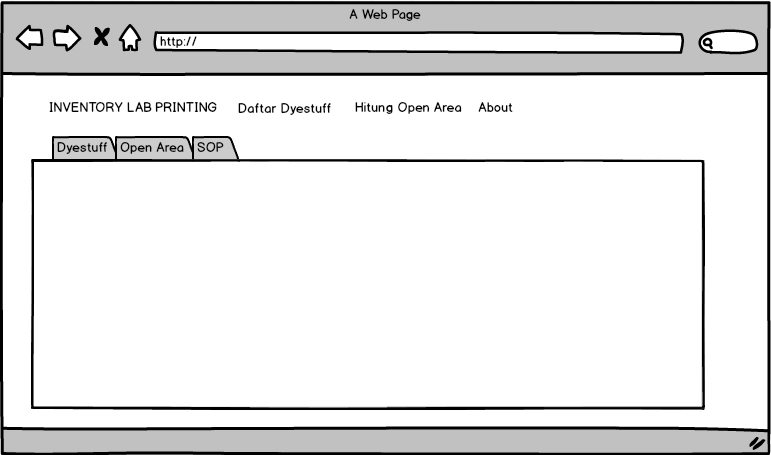 A Web Page
http://
INVENTORY LAB PRINTING Daftar Dyestuff Hitung Open Area About
Dyestuff Open Area SOP